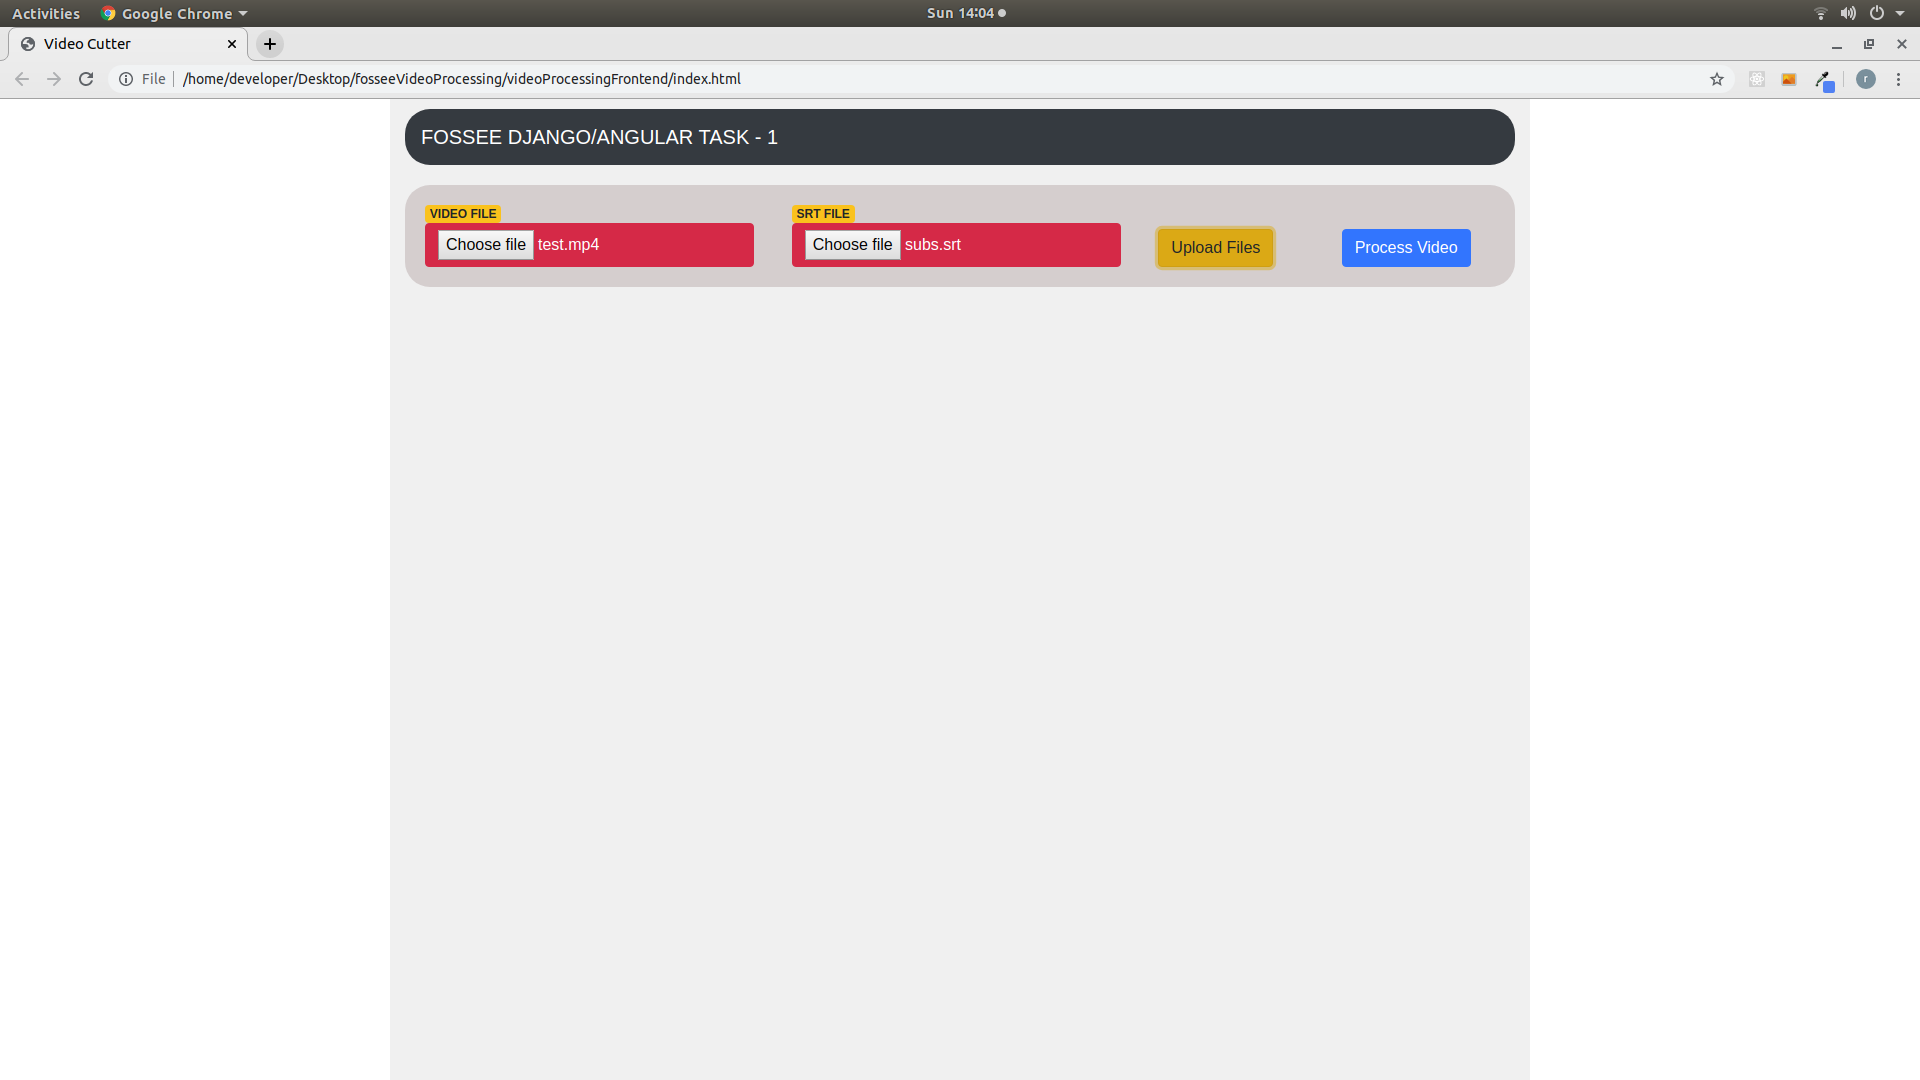 Activities Google Chrome Sun 14:04
Video Cutter
File /home/developer/Desktop/fosseeVideoProcessing/videoProcessingFrontend/index.html r
FOSSEE DJANGO/ANGULAR TASK - 1
VIDEO FILE SRT FILE
Choose file test.mp4 Choose file subs.srt Upload Files Process Video